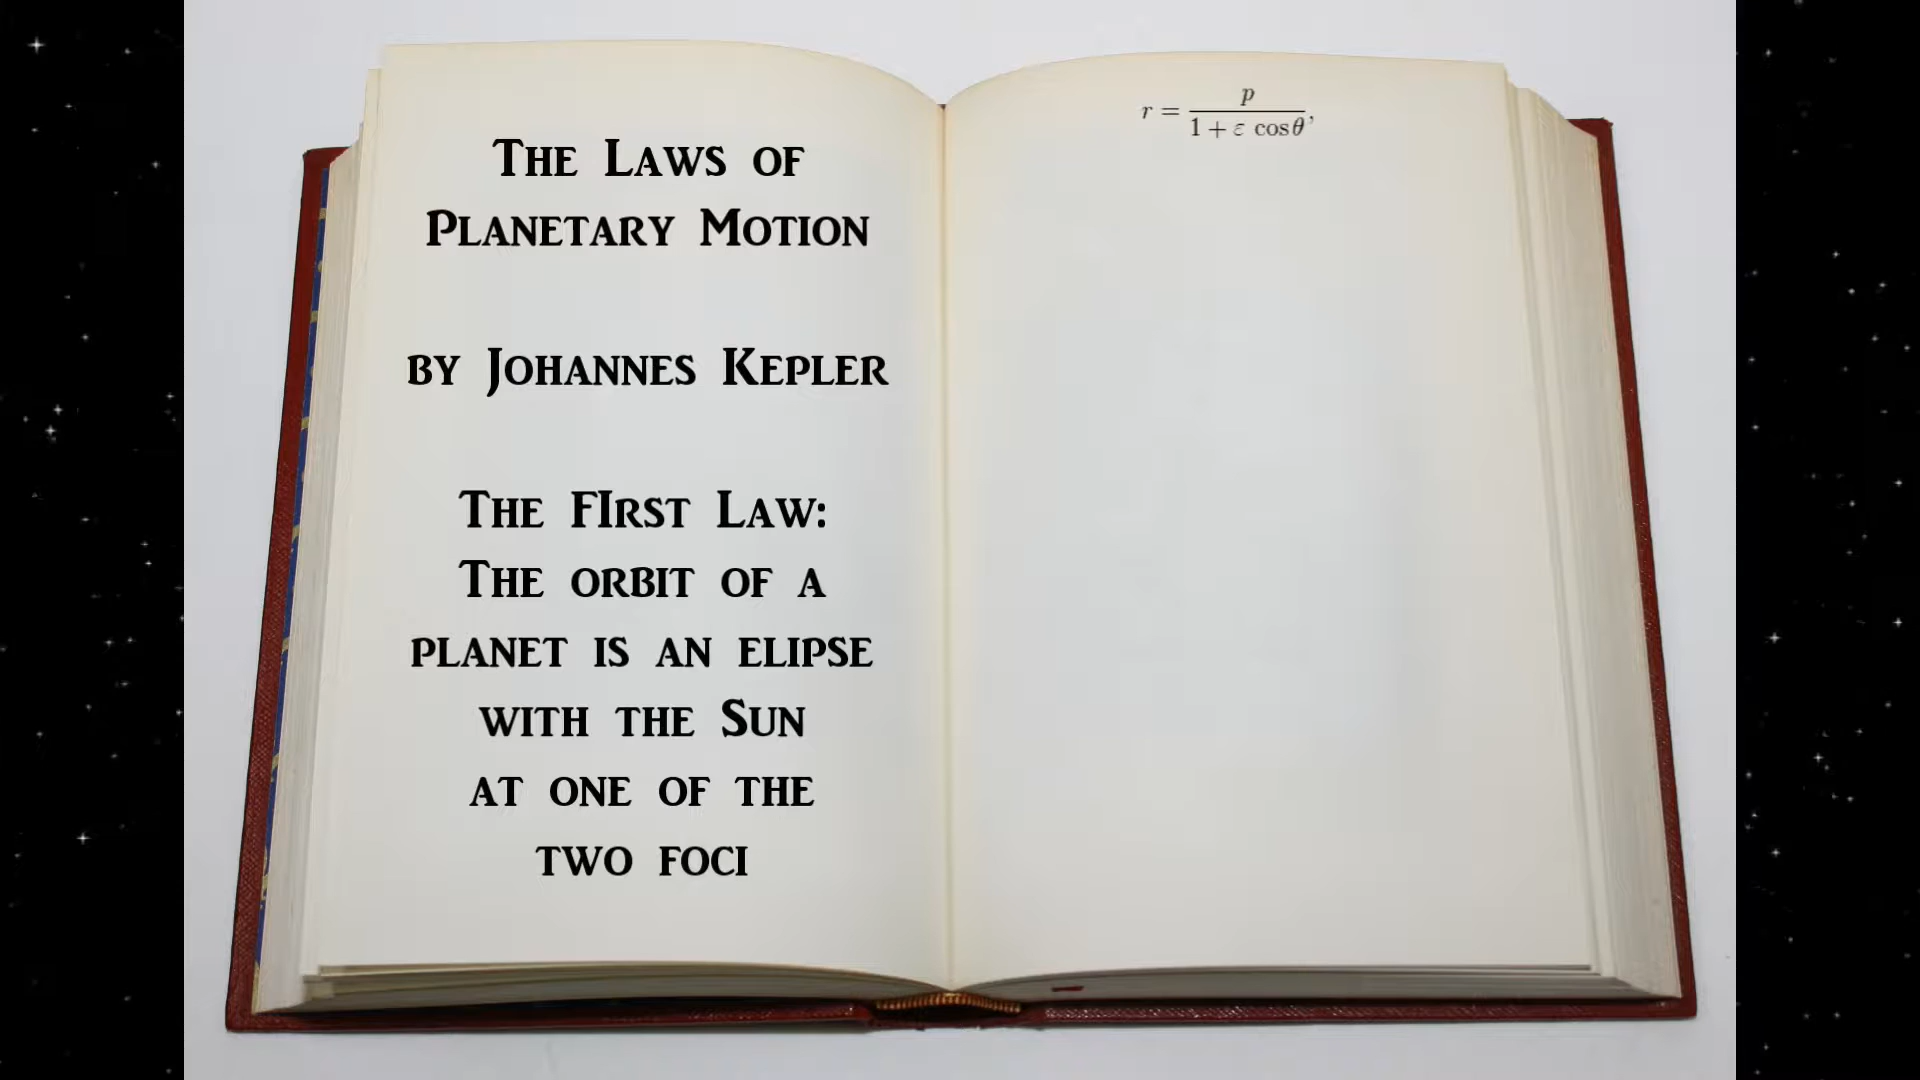 The Laws of
Planetary Motion
by Johannes Kepler
The FIrst Law:
The orbit of a
planet is an elipse
with the Sun
at one of the
two foci
r = p / (1 + ε cos θ),